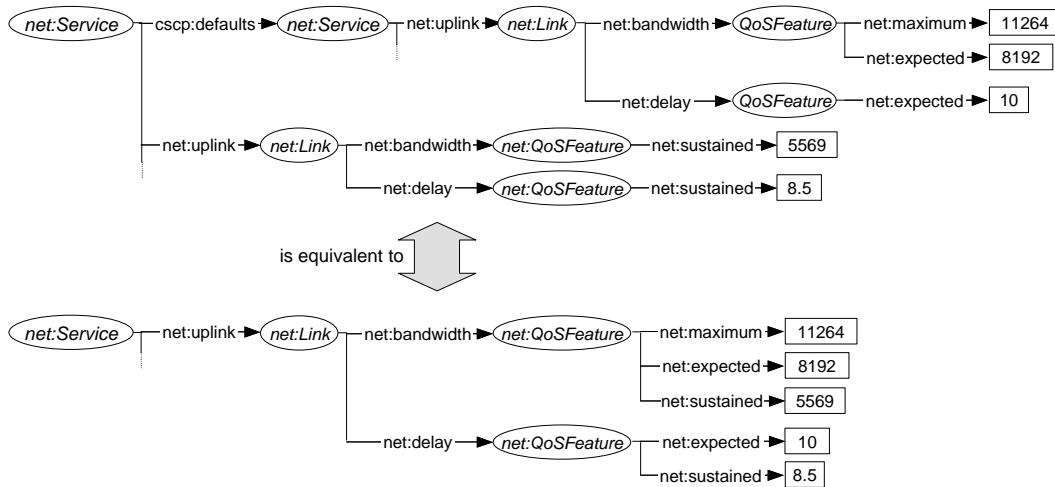 net:Service cscp:defaults net:Service net:uplink net:Link net:bandwidth QoSFeature net:maximum 11264
net:expected 8192
net:delay QoSFeature net:expected 10
net:uplink net:Link net:bandwidth net:QoSFeature net:sustained 5569
net:delay net:QoSFeature net:sustained 8.5
is equivalent to
net:Service net:uplink net:Link net:bandwidth net:QoSFeature net:maximum 11264
net:expected 8192
net:sustained 5569
net:delay net:QoSFeature net:expected 10
net:sustained 8.5